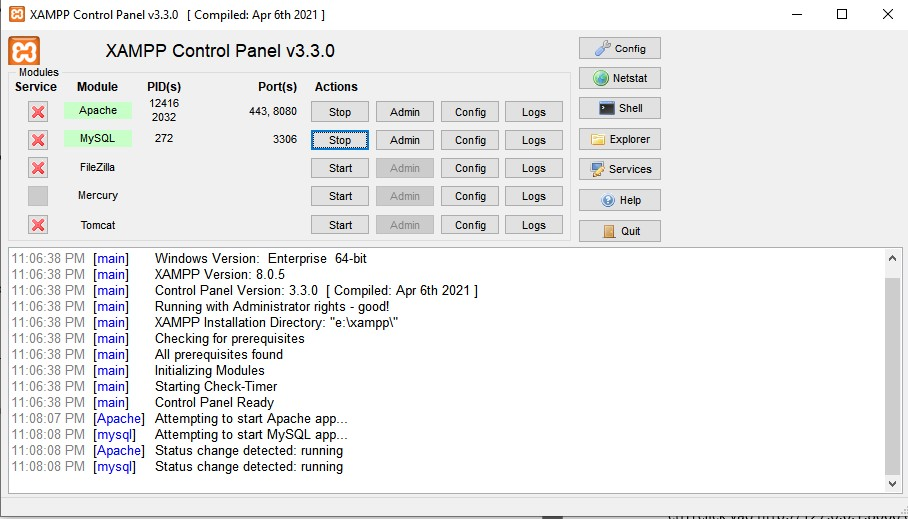 XAMPP Control Panel v3.3.0 [ Compiled: Apr 6th 2021 ]
XAMPP Control Panel v3.3.0
Config
Modules
Service Module PID(s) Port(s) Actions
Netstat
Apache 12416 2032 443, 8080 Stop Admin Config Logs
Shell
MySQL 272 3306 Stop Admin Config Logs
Explorer
FileZilla Start Admin Config Logs
Services
Mercury Start Admin Config Logs
Help
Tomcat Start Admin Config Logs
Quit
11:06:38 PM [main] Windows Version: Enterprise 64-bit
11:06:38 PM [main] XAMPP Version: 8.0.5
11:06:38 PM [main] Control Panel Version: 3.3.0 [ Compiled: Apr 6th 2021 ]
11:06:38 PM [main] Running with Administrator rights - good!
11:06:38 PM [main] XAMPP Installation Directory: "e:\xampp\"
11:06:38 PM [main] Checking for prerequisites
11:06:38 PM [main] All prerequisites found
11:06:38 PM [main] Initializing Modules
11:06:38 PM [main] Starting Check-Timer
11:06:38 PM [main] Control Panel Ready
11:08:07 PM [Apache] Attempting to start Apache app...
11:08:08 PM [mysql] Attempting to start MySQL app...
11:08:08 PM [Apache] Status change detected: running
11:08:08 PM [mysql] Status change detected: running